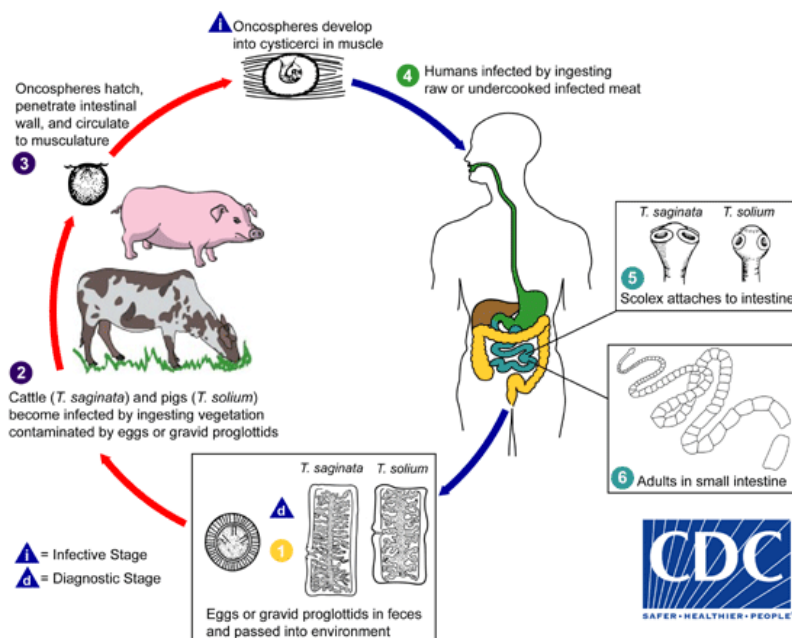 i
Oncospheres develop
into cysticerci in muscle
4
Humans infected by ingesting
raw or undercooked infected meat
Oncospheres hatch,
penetrate intestinal
wall, and circulate
to musculature
3
T. saginata T. solium
5
Scolex attaches to intestine
2
Cattle (T. saginata) and pigs (T. solium)
become infected by ingesting vegetation
contaminated by eggs or gravid proglottids
6 Adults in small intestine
T. saginata T. solium
d
1
Eggs or gravid proglottids in feces
and passed into environment
i = Infective Stage
d = Diagnostic Stage
CDC
SAFER•HEALTHIER•PEOPLE